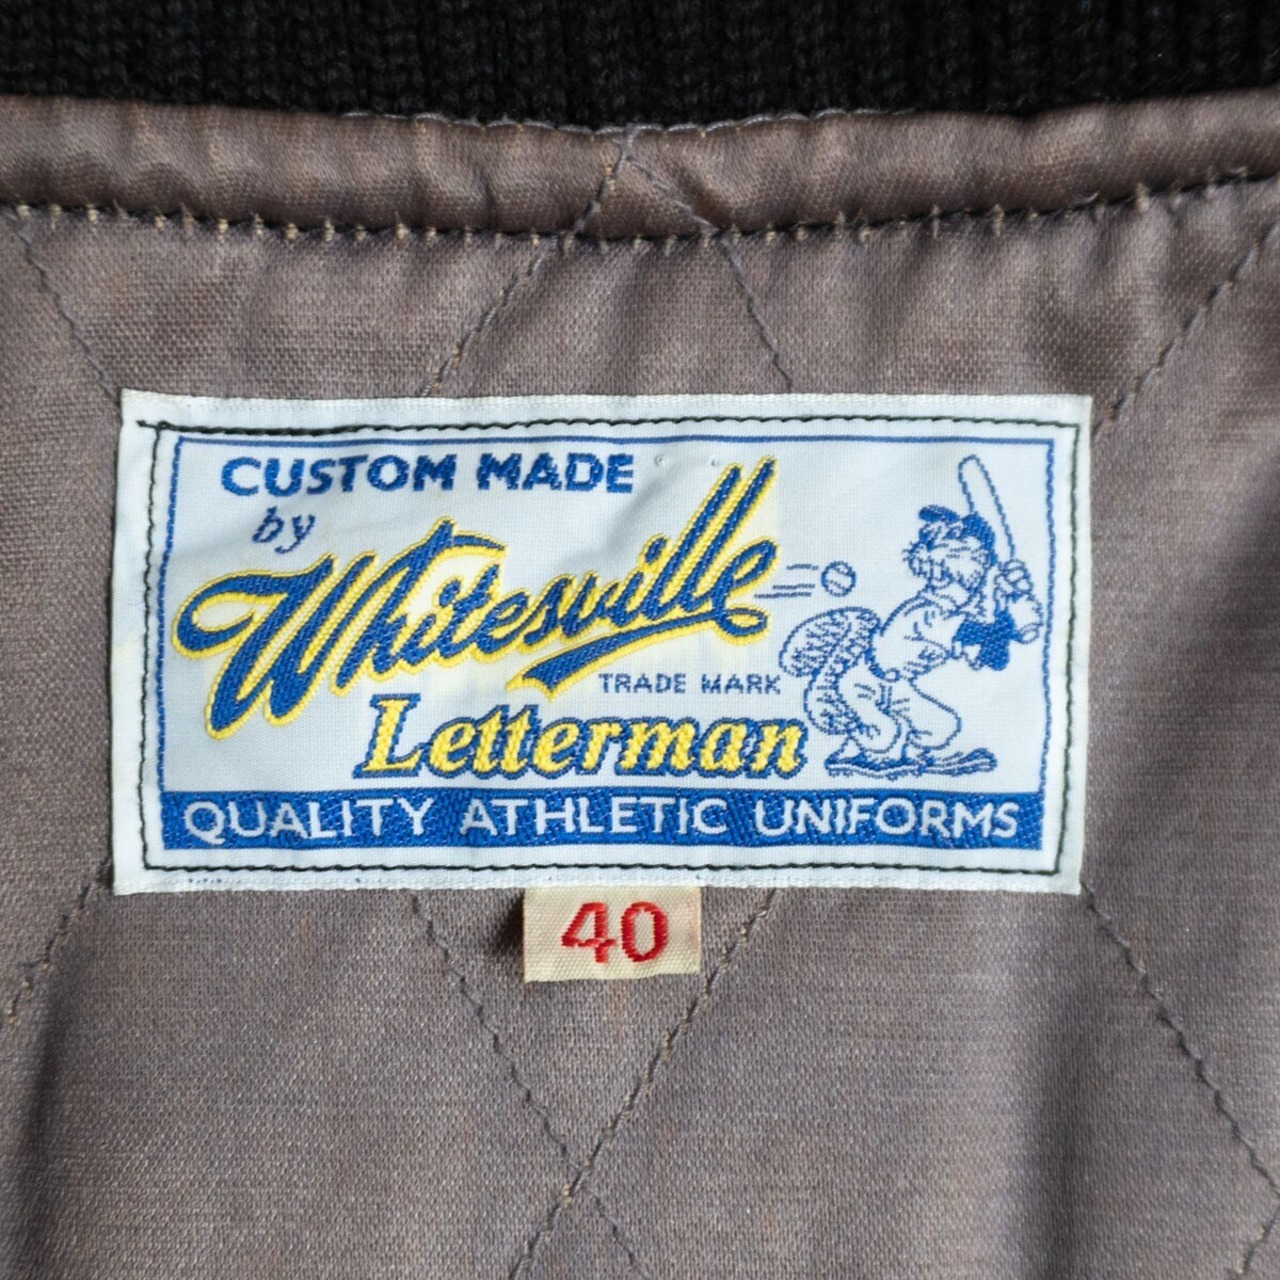 CUSTOM MADE
by
Whitesville
TRADE MARK
Letterman
QUALITY ATHLETIC UNIFORMS
40